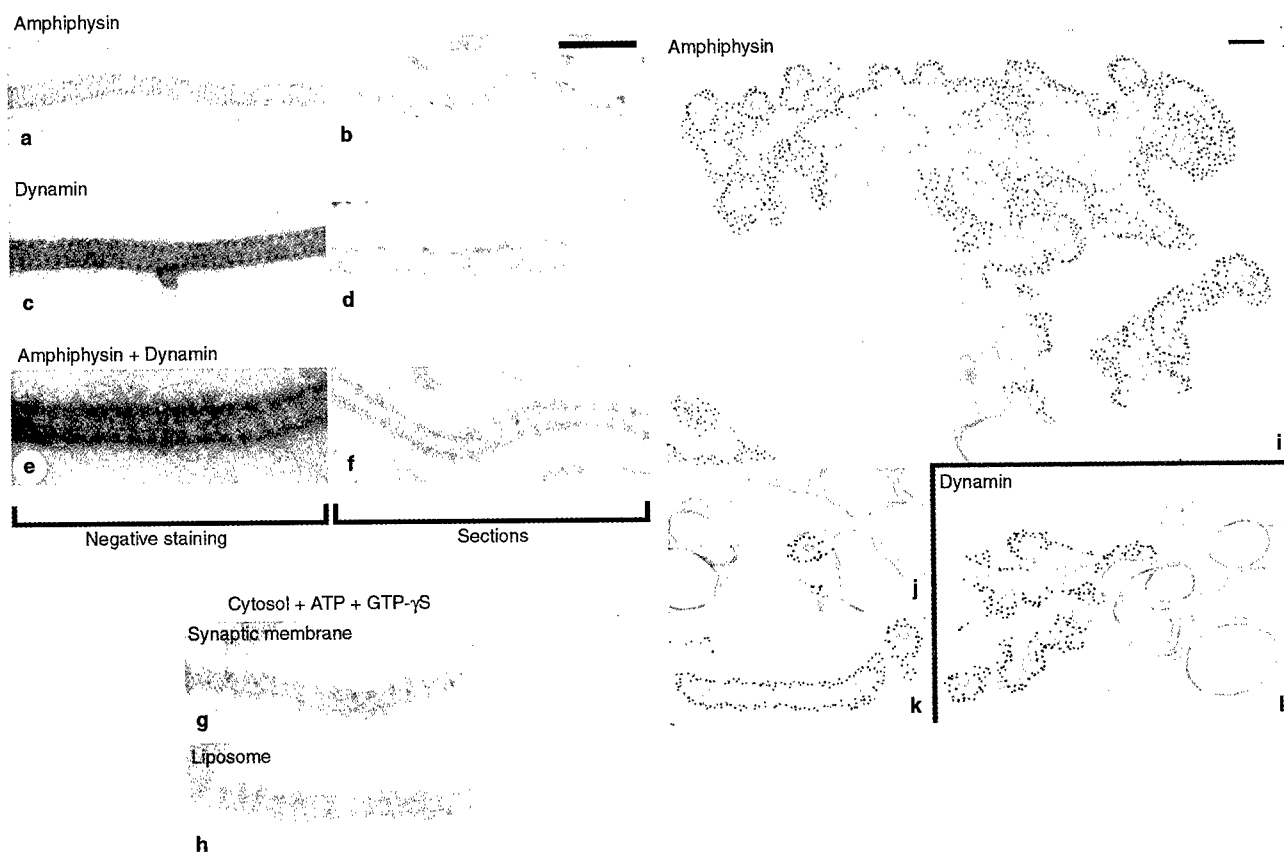 Amphiphysin
a
b
Dynamin
c
d
Amphiphysin + Dynamin
e
f
Negative staining
Sections
Cytosol + ATP + GTP-γS
Synaptic membrane
g
Liposome
h
Amphiphysin
i
j
k
Dynamin